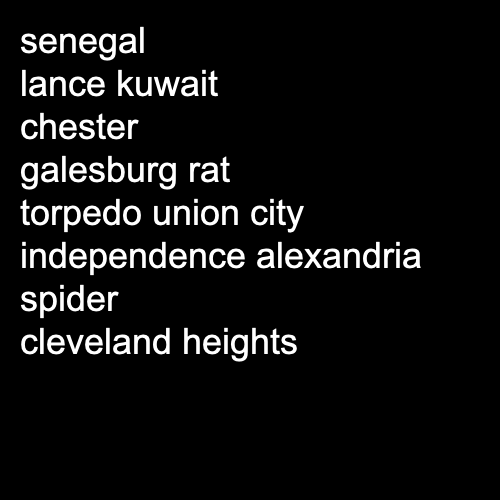 senegal
lance kuwait
chester
galesburg rat
torpedo union city
independence alexandria
spider
cleveland heights